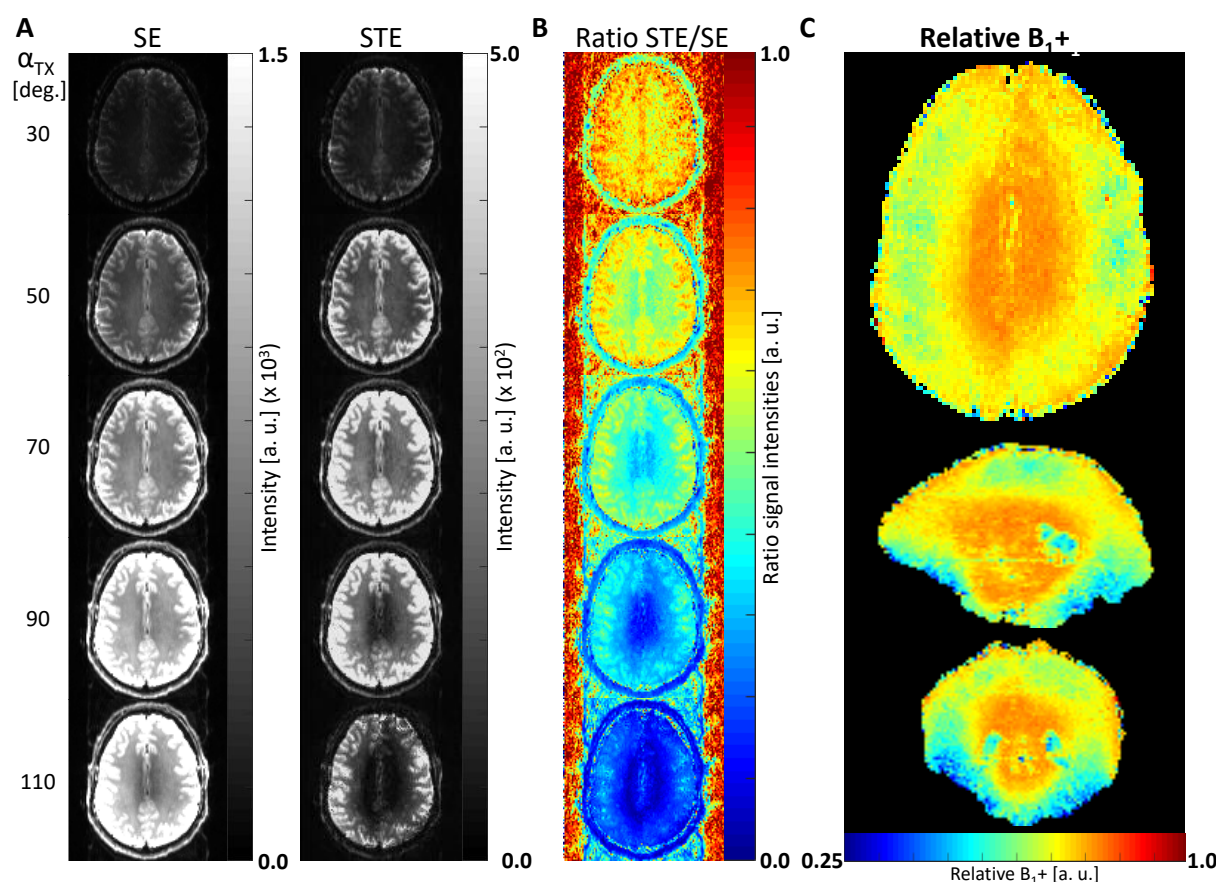 A
SE
STE
B
Ratio STE/SE
C
Relative B₁+₁
αTX
[deg.]
30
50
70
90
110
1.5
Intensity [a. u.] (x 10³)
0.0
5.0
Intensity [a. u.] (x 10²)
0.0
1.0
Ratio signal intensities [a. u.]
0.0
0.25
1.0
Relative B₁+ [a. u.]